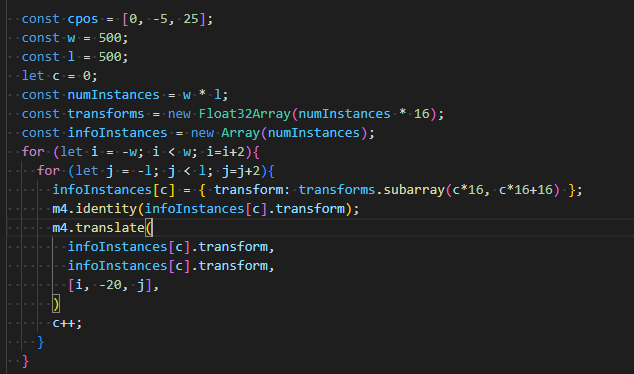 const cpos = [0, -5, 25];
const w = 500;
const l = 500;
let c = 0;
const numInstances = w * l;
const transforms = new Float32Array(numInstances * 16);
const infoInstances = new Array(numInstances);
for (let i = -w; i < w; i=i+2){
for (let j = -l; j < l; j=j+2){
infoInstances[c] = { transform: transforms.subarray(c*16, c*16+16) };
m4.identity(infoInstances[c].transform);
m4.translate(
infoInstances[c].transform,
infoInstances[c].transform,
[i, -20, j],
)
c++;
}
}